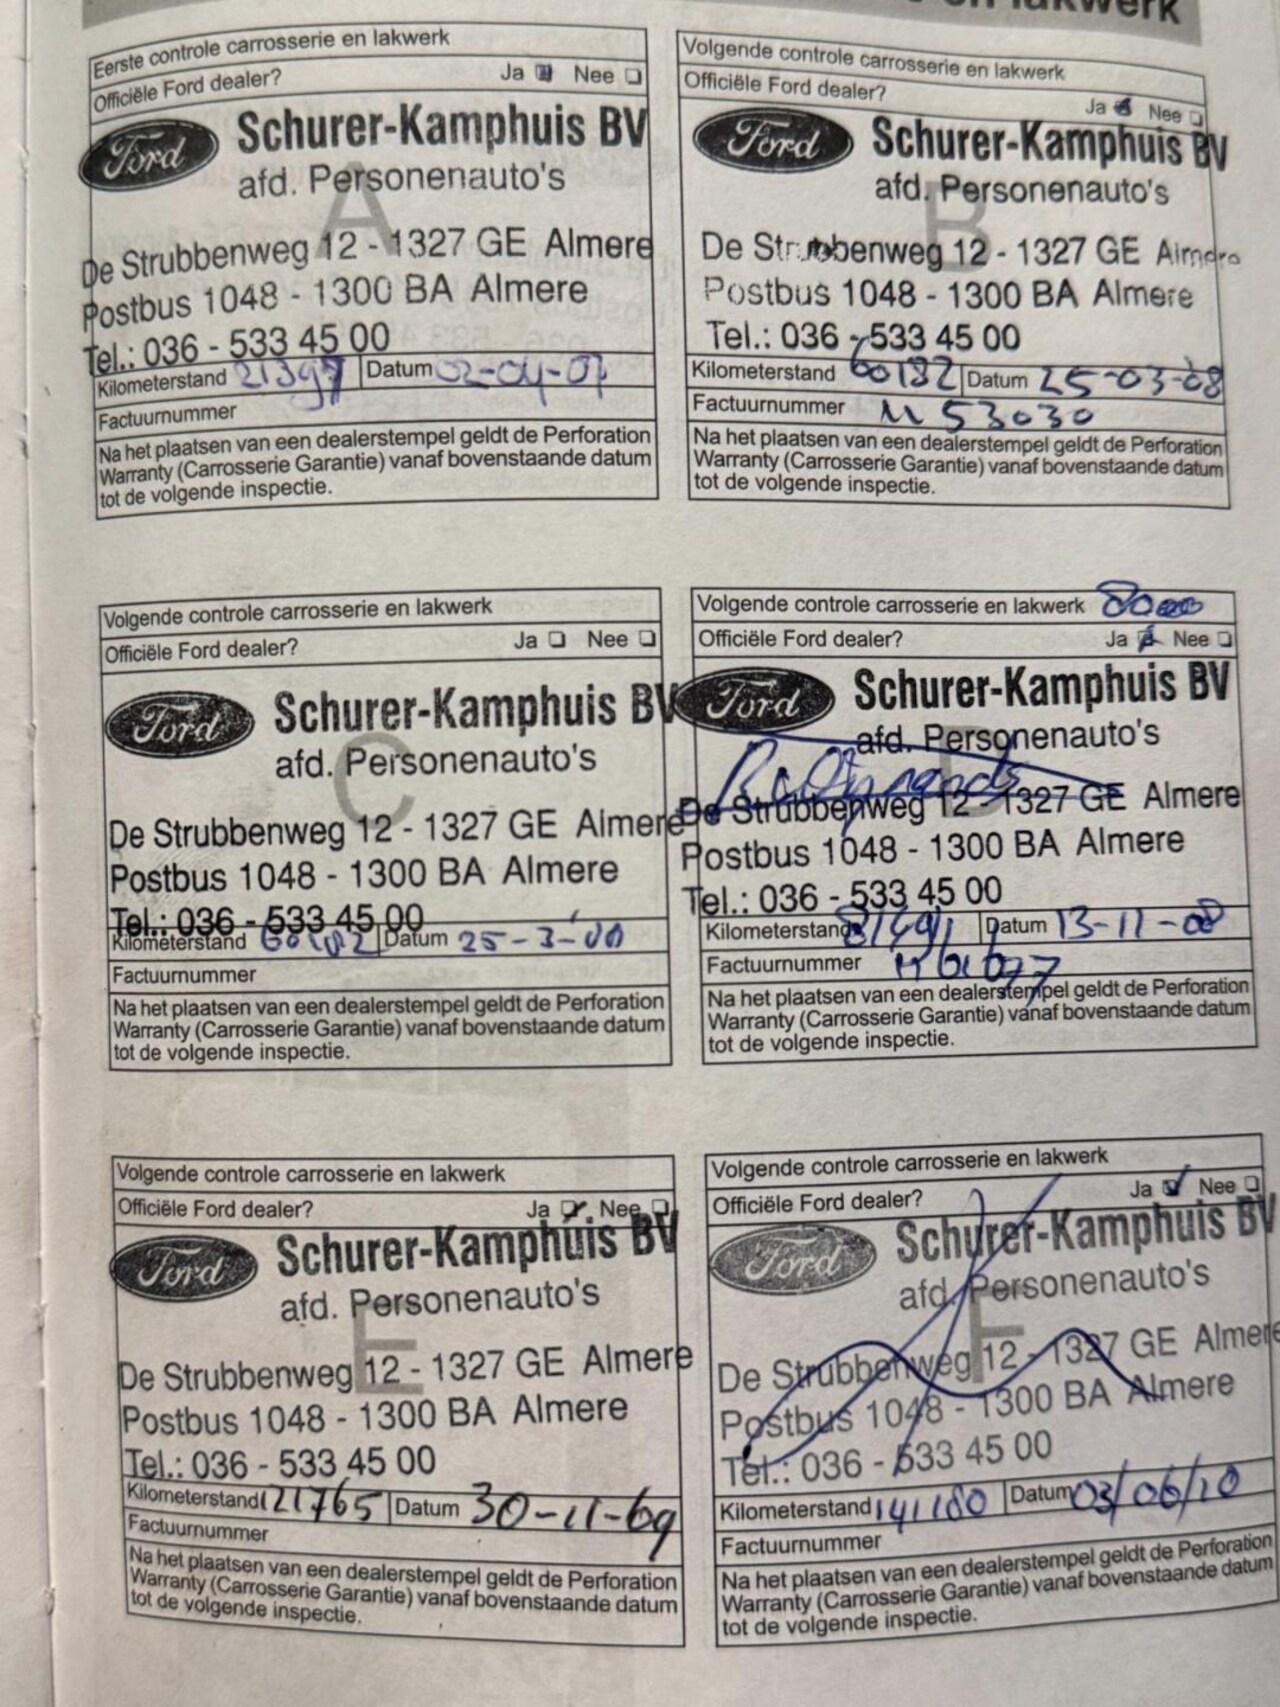 en lakwerk
Eerste controle carrosserie en lakwerk
Officiële Ford dealer? Ja Nee
Ford Schurer-Kamphuis BV
afd. Personenauto's
A
De Strubbenweg 12 - 1327 GE Almere
Postbus 1048 - 1300 BA Almere
Tel.: 036 - 533 45 00
Kilometerstand 21397 Datum 02-04-07
Factuurnummer
Na het plaatsen van een dealerstempel geldt de Perforation
Warranty (Carrosserie Garantie) vanaf bovenstaande datum
tot de volgende inspectie.
Volgende controle carrosserie en lakwerk
Officiële Ford dealer? Ja Nee
Ford Schurer-Kamphuis BV
afd. Personenauto's
B
De Strubbenweg 12 - 1327 GE Almere
Postbus 1048 - 1300 BA Almere
Tel.: 036 - 533 45 00
Kilometerstand 60182 Datum 25-03-08
Factuurnummer M 53030
Na het plaatsen van een dealerstempel geldt de Perforation
Warranty (Carrosserie Garantie) vanaf bovenstaande datum
tot de volgende inspectie.
Volgende controle carrosserie en lakwerk
Officiële Ford dealer? Ja Nee
Ford Schurer-Kamphuis BV
afd. Personenauto's
C
De Strubbenweg 12 - 1327 GE Almere
Postbus 1048 - 1300 BA Almere
Tel.: 036 - 533 45 00
Kilometerstand 60182 Datum 25-3-08
Factuurnummer
Na het plaatsen van een dealerstempel geldt de Perforation
Warranty (Carrosserie Garantie) vanaf bovenstaande datum
tot de volgende inspectie.
Volgende controle carrosserie en lakwerk 8000
Officiële Ford dealer? Ja Nee
Ford Schurer-Kamphuis BV
afd. Personenauto's
D
De Strubbenweg 12 - 1327 GE Almere
Postbus 1048 - 1300 BA Almere
Tel.: 036 - 533 45 00
Kilometerstand 81491 Datum 13-11-08
Factuurnummer
Na het plaatsen van een dealerstempel geldt de Perforation
Warranty (Carrosserie Garantie) vanaf bovenstaande datum
tot de volgende inspectie.
Volgende controle carrosserie en lakwerk
Officiële Ford dealer? Ja Nee
Ford Schurer-Kamphuis BV
afd. Personenauto's
E
De Strubbenweg 12 - 1327 GE Almere
Postbus 1048 - 1300 BA Almere
Tel.: 036 - 533 45 00
Kilometerstand 121765 Datum 30-11-09
Factuurnummer
Na het plaatsen van een dealerstempel geldt de Perforation
Warranty (Carrosserie Garantie) vanaf bovenstaande datum
tot de volgende inspectie.
Volgende controle carrosserie en lakwerk
Officiële Ford dealer? Ja Nee
Ford Schurer-Kamphuis BV
afd. Personenauto's
F
De Strubbenweg 12 - 1327 GE Almere
Postbus 1048 - 1300 BA Almere
Tel.: 036 - 533 45 00
Kilometerstand 141180 Datum 03/06/10
Factuurnummer
Na het plaatsen van een dealerstempel geldt de Perforation
Warranty (Carrosserie Garantie) vanaf bovenstaande datum
tot de volgende inspectie.